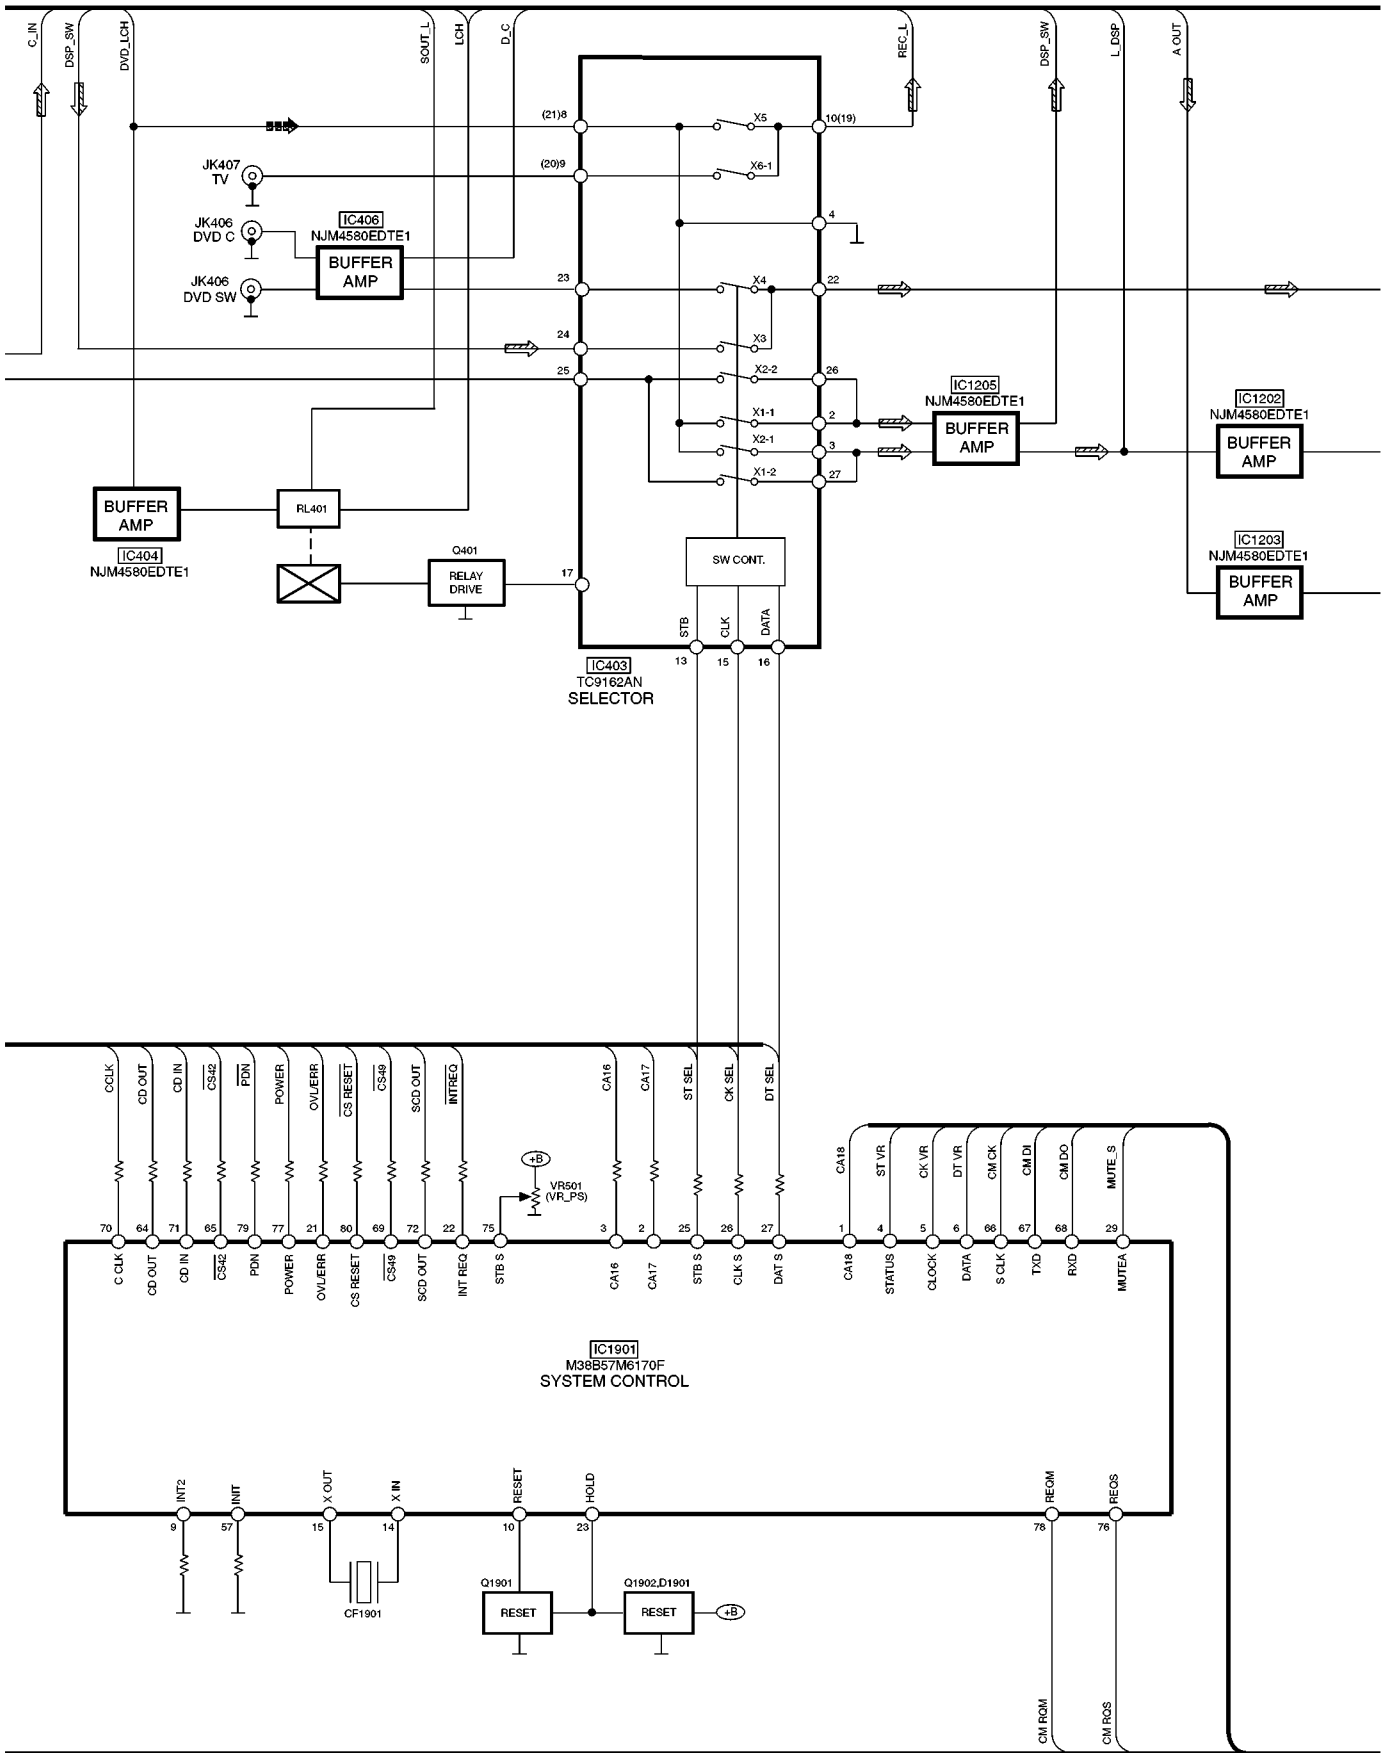 C_IN
DSP_SW
DVD_LCH
SOUT_L
LCH
D_C
REC_L
DSP_SW
L_DSP
A OUT
(21)8
X5
10(19)
JK407
TV
(20)9
X6-1
JK406
DVD C
IC406
NJM4580EDTE1
BUFFER
AMP
4
JK406
DVD SW
23
X4
22
24
X3
25
X2-2
26
X1-1
2
X2-1
3
X1-2
27
IC1205
NJM4580EDTE1
BUFFER
AMP
IC1202
NJM4580EDTE1
BUFFER
AMP
BUFFER
AMP
IC404
NJM4580EDTE1
RL401
Q401
RELAY
DRIVE
17
SW CONT.
IC1203
NJM4580EDTE1
BUFFER
AMP
STB
CLK
DATA
13
15
16
IC403
TC9162AN
SELECTOR
CCLK
CD OUT
CD IN
CS42
PDN
POWER
OVL/ERR
CS RESET
CS49
SCD OUT
INTREQ
CA16
CA17
ST SEL
CK SEL
DT SEL
CA18
ST VR
CK VR
DT VR
CM CK
CM DI
CM DO
MUTE_S
+B
VR501
(VR_PS)
70
64
71
65
79
77
21
80
69
72
22
75
3
2
25
26
27
1
4
5
6
66
67
68
29
C CLK
CD OUT
CD IN
CS42
PDN
POWER
OVL/ERR
CS RESET
CS49
SCD OUT
INT REQ
STB S
CA16
CA17
STB S
CLK S
DAT S
CA18
STATUS
CLOCK
DATA
S CLK
TXD
RXD
MUTEA
IC1901
M38B57M6170F
SYSTEM CONTROL
INT2
INIT
X OUT
X IN
RESET
HOLD
REQM
REQS
9
57
15
14
10
23
78
76
CF1901
Q1901
RESET
Q1902,D1901
RESET
+B
CM RQM
CM RQS